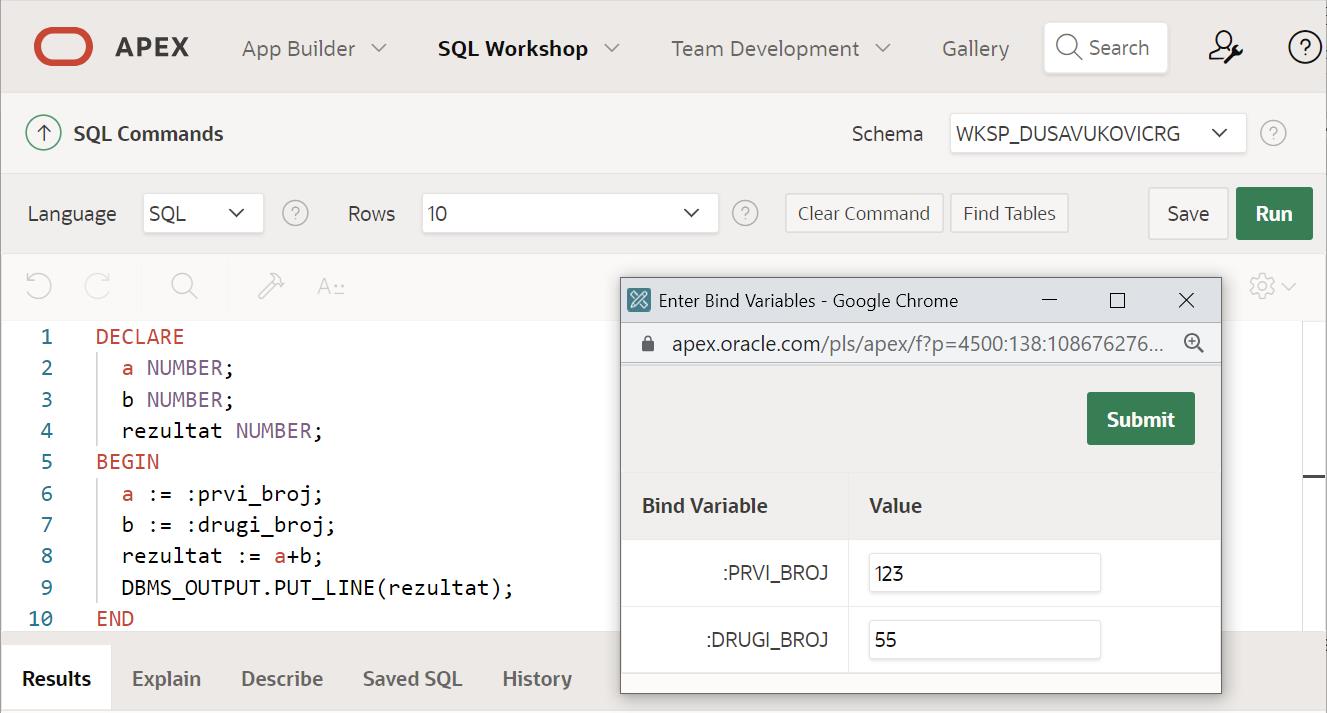 APEX App Builder SQL Workshop Team Development Gallery Search ?
SQL Commands Schema WKSP_DUSAVUKOVICRG ?
Language SQL ? Rows 10 ? Clear Command Find Tables Save Run
A::
Enter Bind Variables - Google Chrome
apex.oracle.com/pls/apex/f?p=4500:138:108676276...
Submit
Bind Variable Value
:PRVI_BROJ 123
:DRUGI_BROJ 55
1 DECLARE
2 a NUMBER;
3 b NUMBER;
4 rezultat NUMBER;
5 BEGIN
6 a := :prvi_broj;
7 b := :drugi_broj;
8 rezultat := a+b;
9 DBMS_OUTPUT.PUT_LINE(rezultat);
10 END
Results Explain Describe Saved SQL History